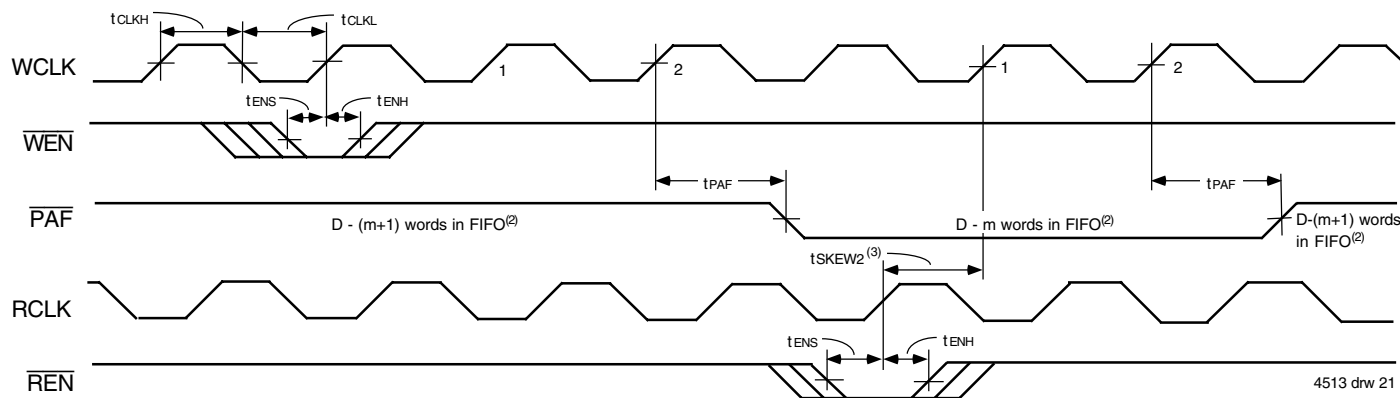 tCLKH
tCLKL
WCLK
1
2
1
2
tENS
tENH
WEN
tPAF
tPAF
PAF
D - (m+1) words in FIFO(2)
D - m words in FIFO(2)
D-(m+1) words
in FIFO(2)
tSKEW2(3)
RCLK
tENS
tENH
REN
4513 drw 21